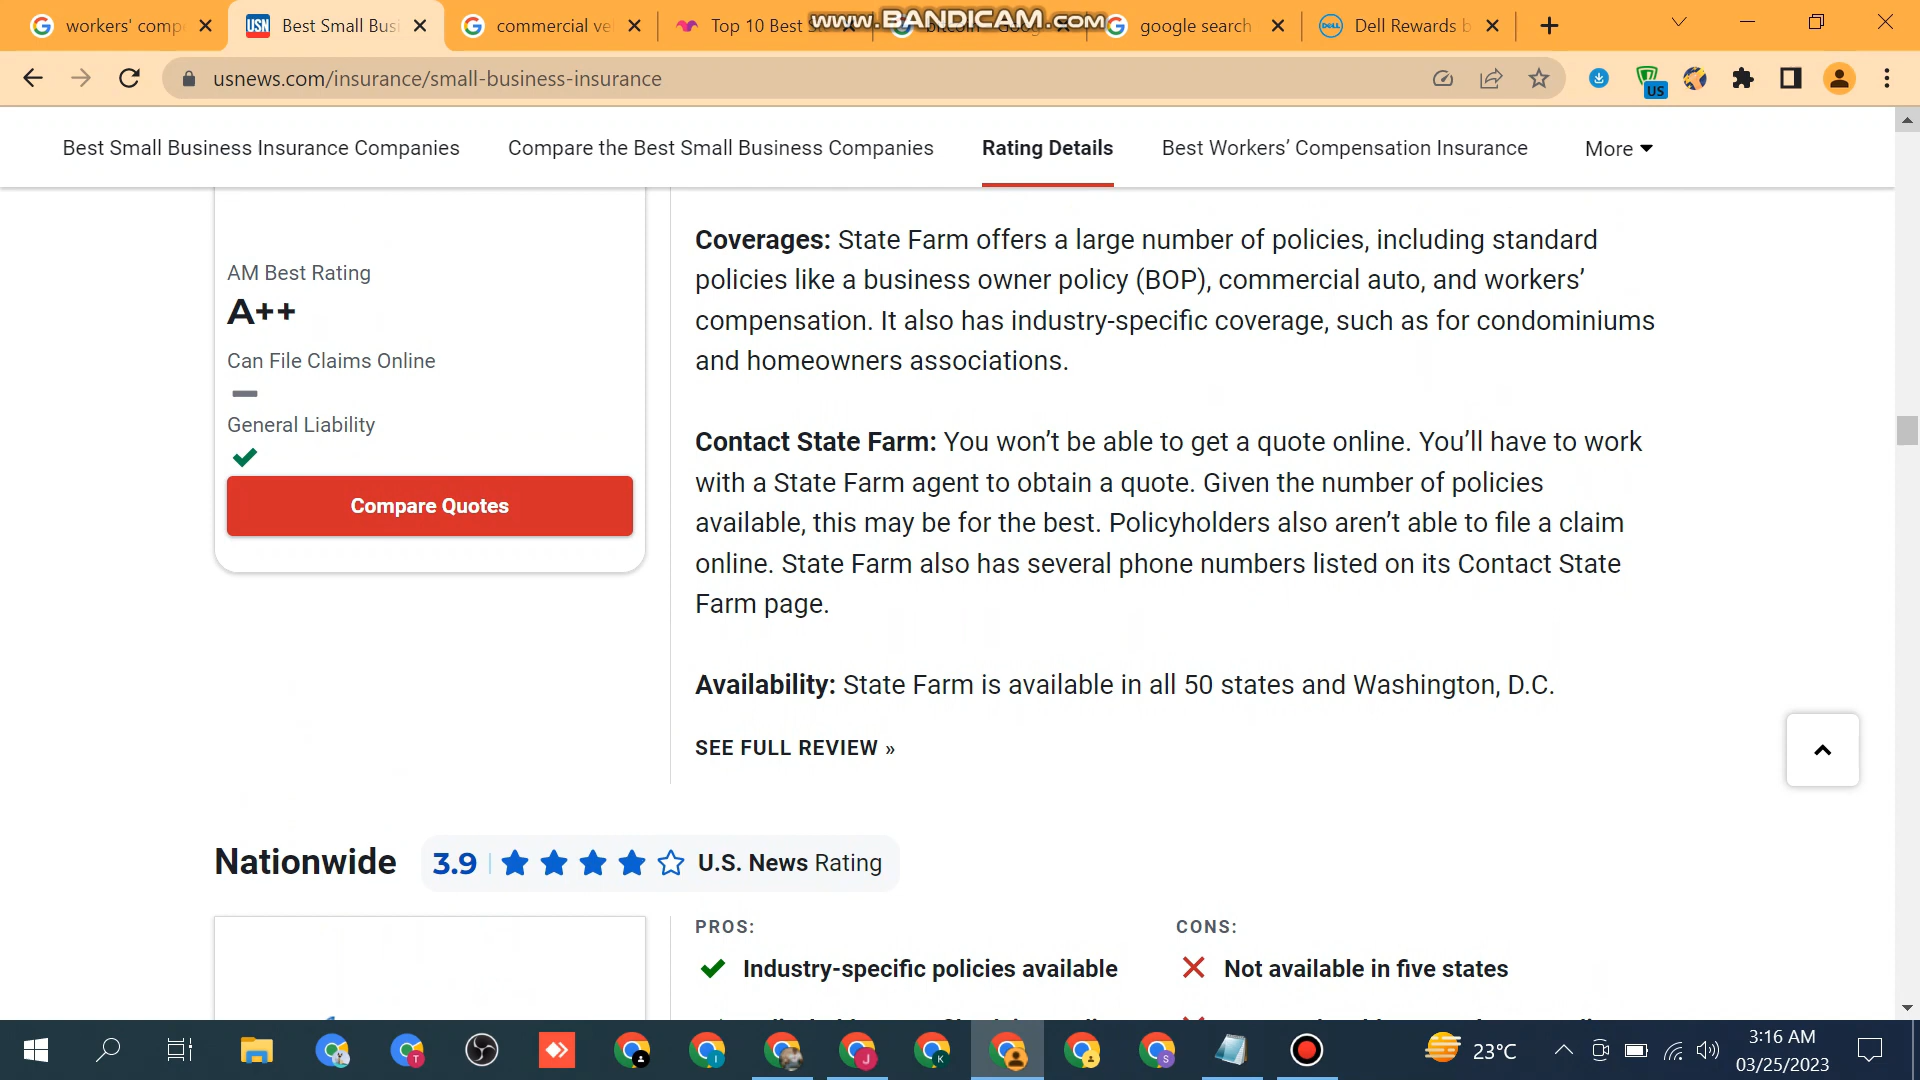 workers' comp
Best Small Busi
commercial ve
Top 10 Best S
www.BANDICAM.com
google search
Dell Rewards b
usnews.com/insurance/small-business-insurance
US
Best Small Business Insurance Companies
Compare the Best Small Business Companies
Rating Details
Best Workers' Compensation Insurance
More
AM Best Rating
A++
Can File Claims Online
General Liability
Compare Quotes
Coverages: State Farm offers a large number of policies, including standard
policies like a business owner policy (BOP), commercial auto, and workers'
compensation. It also has industry-specific coverage, such as for condominiums
and homeowners associations.
Contact State Farm: You won't be able to get a quote online. You'll have to work
with a State Farm agent to obtain a quote. Given the number of policies
available, this may be for the best. Policyholders also aren't able to file a claim
online. State Farm also has several phone numbers listed on its Contact State
Farm page.
Availability: State Farm is available in all 50 states and Washington, D.C.
SEE FULL REVIEW »
Nationwide
3.9
U.S. News Rating
PROS:
Industry-specific policies available
CONS:
Not available in five states
23°C
3:16 AM
03/25/2023